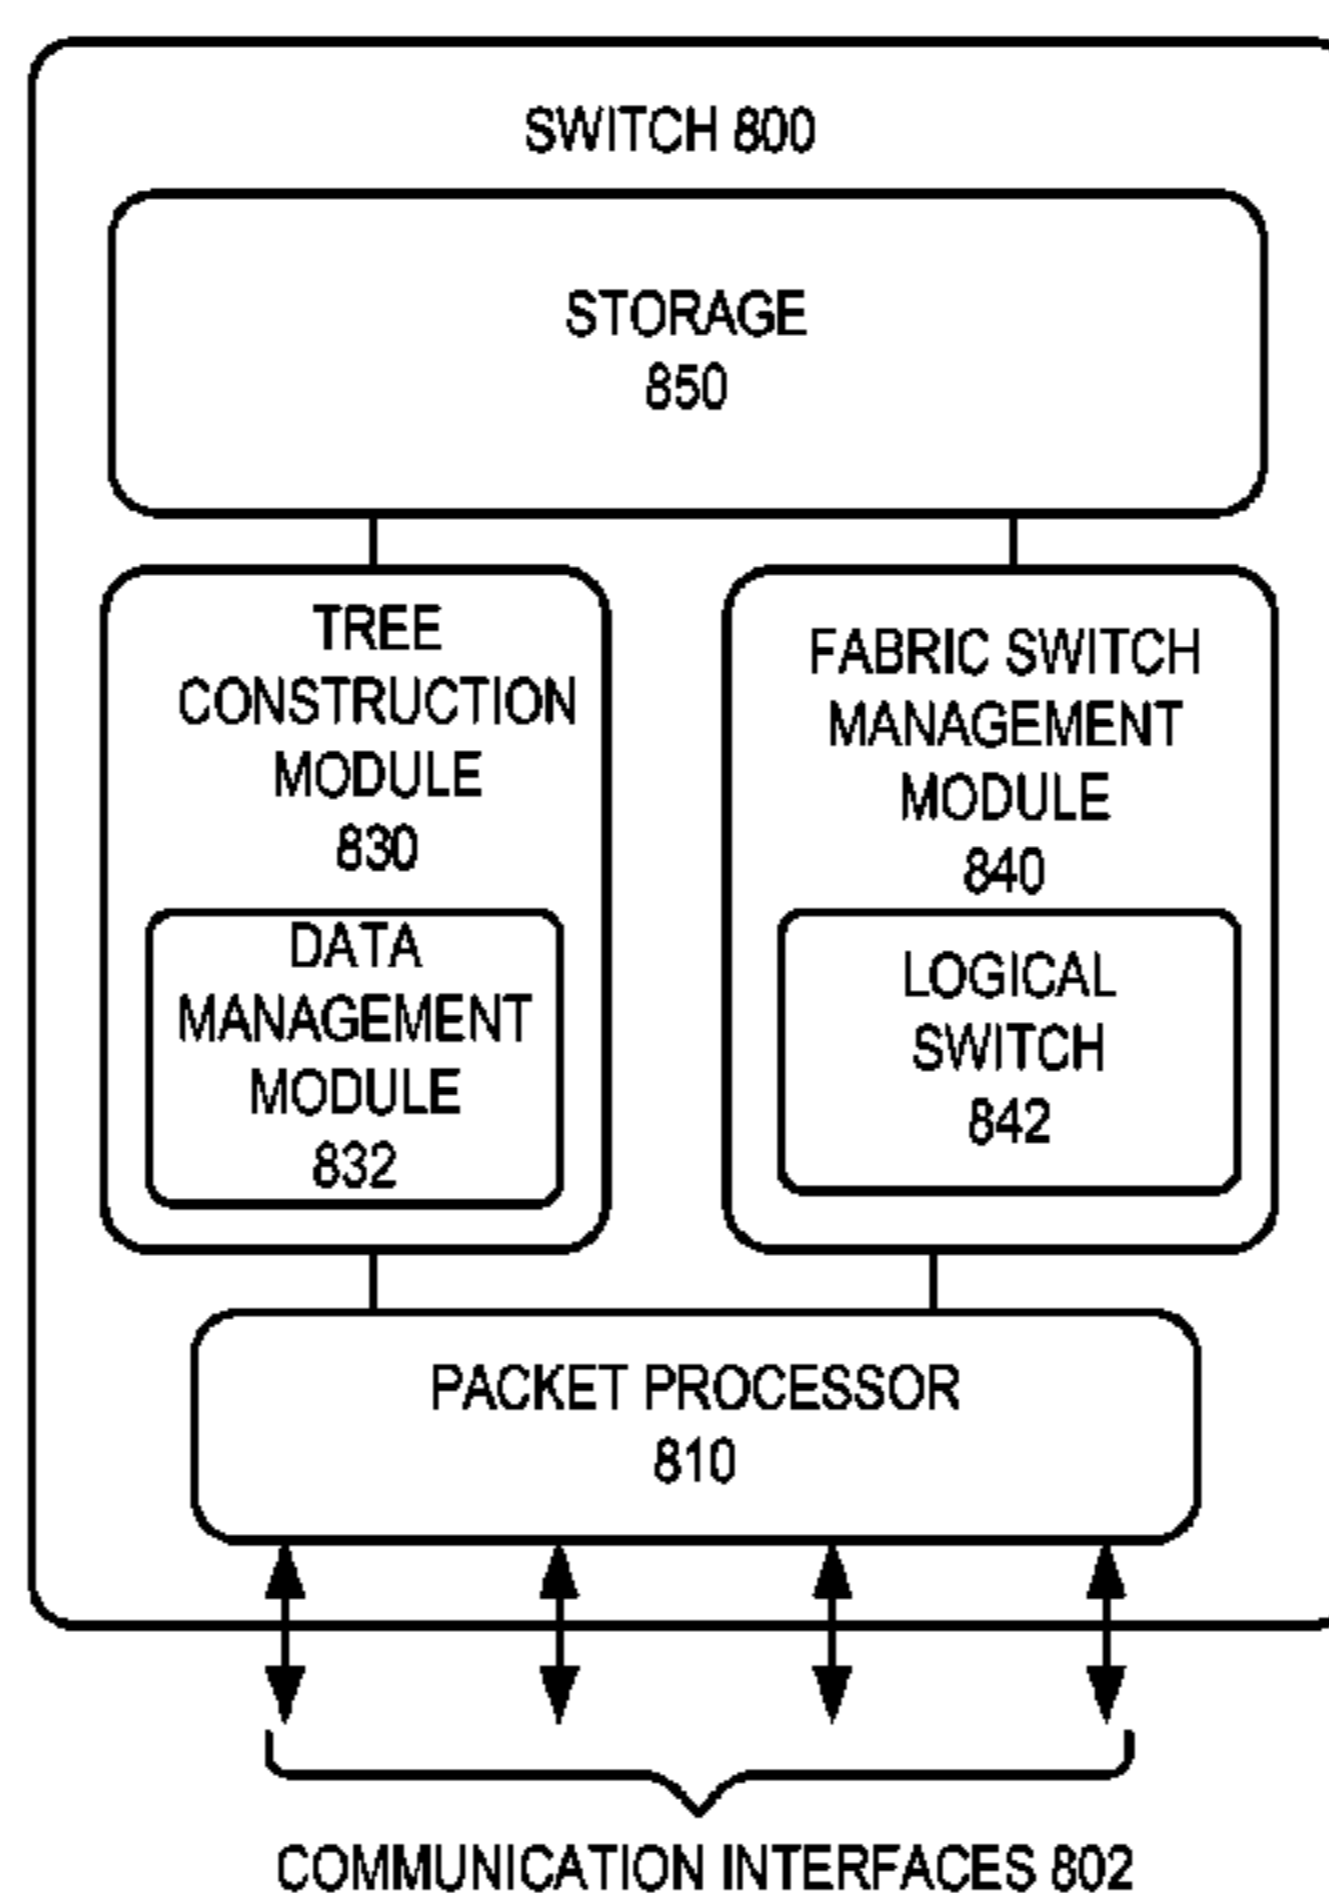 SWITCH 800
STORAGE
850
TREE
CONSTRUCTION
MODULE
830
DATA
MANAGEMENT
MODULE
832
FABRIC SWITCH
MANAGEMENT
MODULE
840
LOGICAL
SWITCH
842
PACKET PROCESSOR
810
COMMUNICATION INTERFACES 802